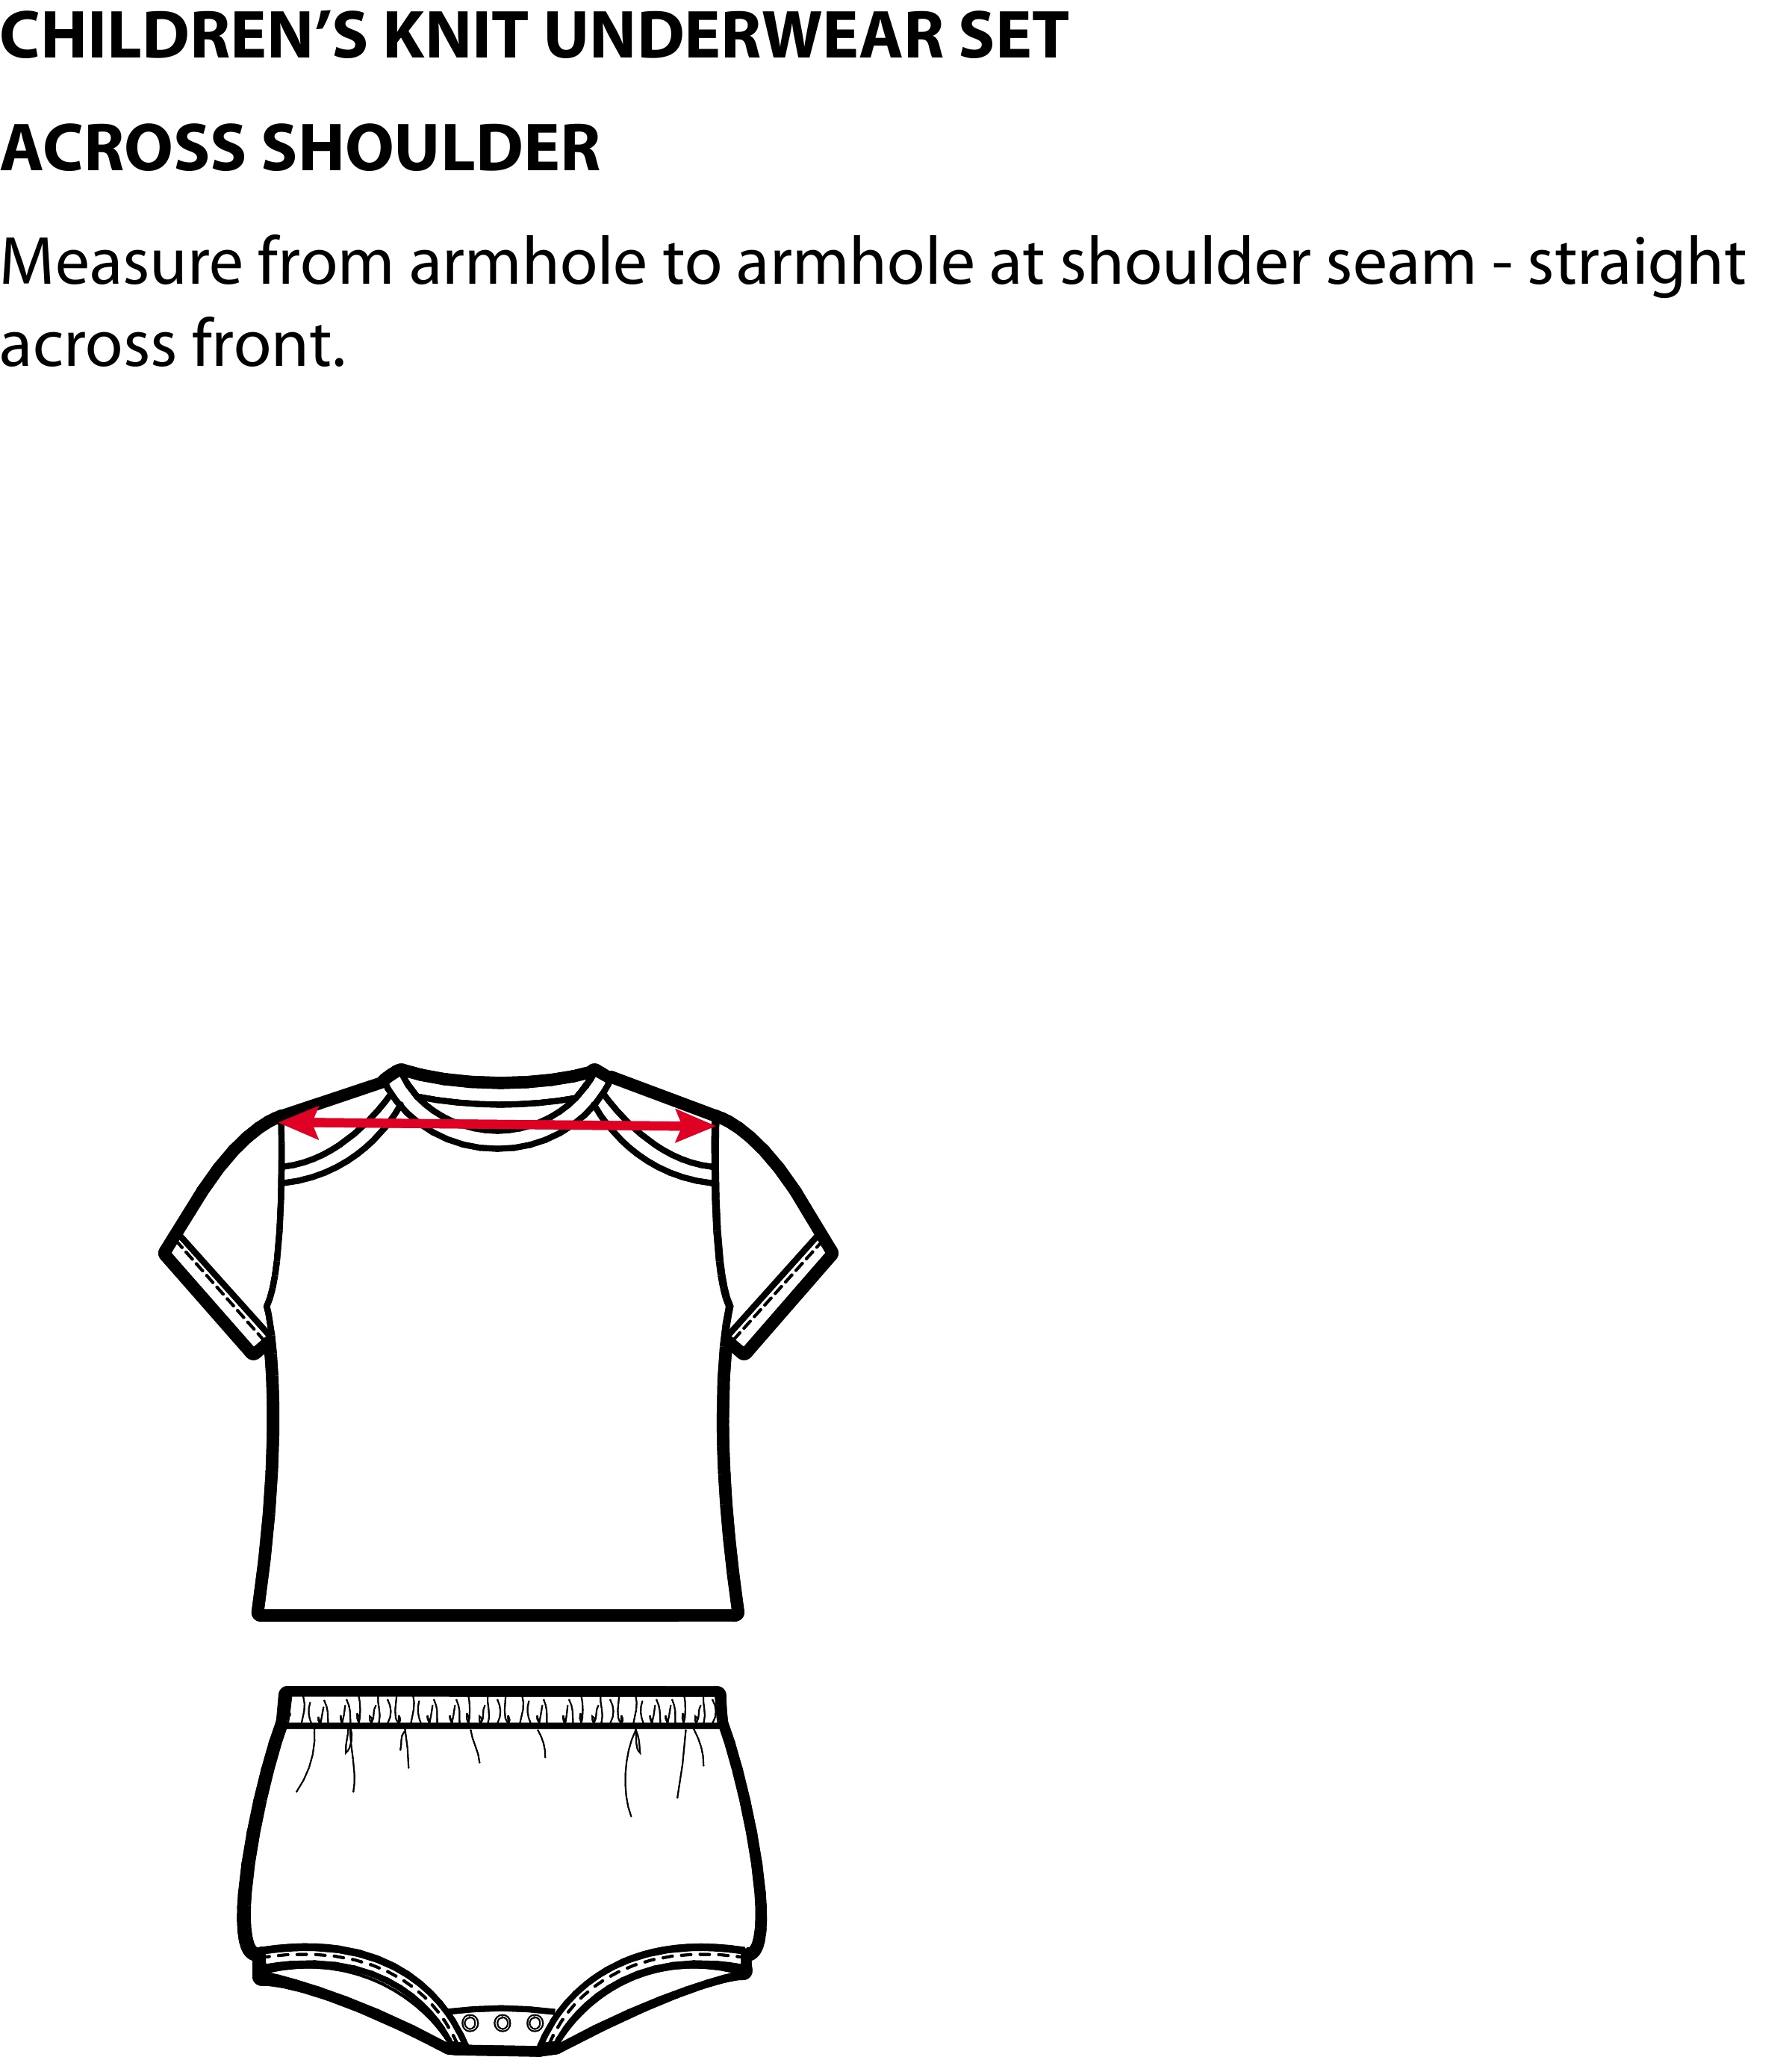 CHILDREN’S KNIT UNDERWEAR SET
ACROSS SHOULDER
Measure from armhole to armhole at shoulder seam - straight
across front.